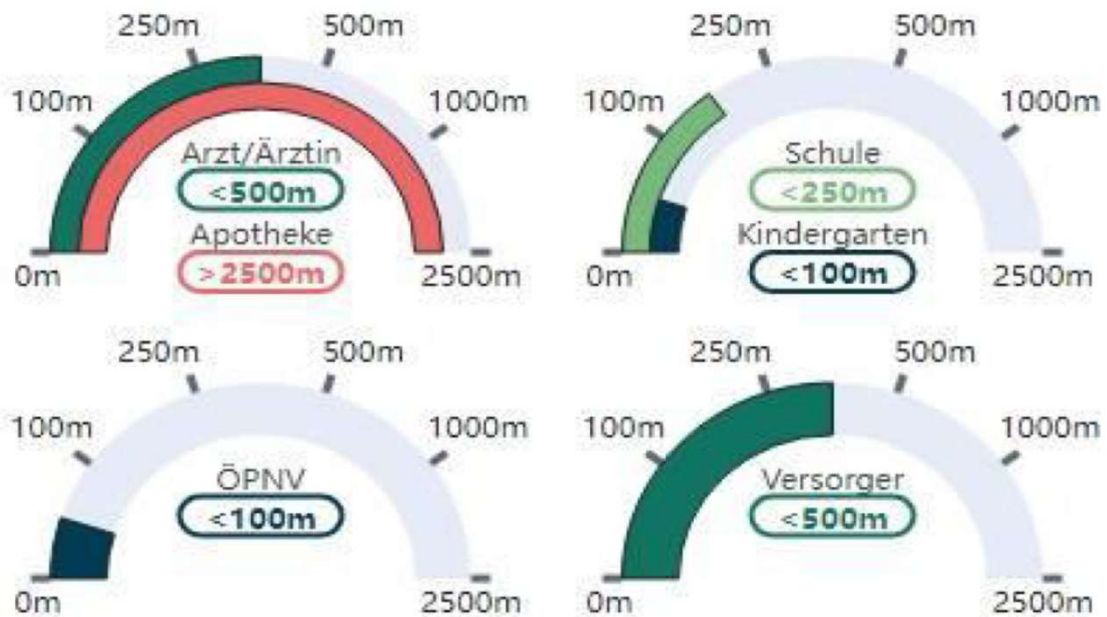 250m 500m
100m 1000m
Arzt/Ärztin
<500m
Apotheke
>2500m
0m 2500m
250m 500m
100m 1000m
Schule
<250m
Kindergarten
<100m
0m 2500m
250m 500m
100m 1000m
ÖPNV
<100m
0m 2500m
250m 500m
100m 1000m
Versorger
<500m
0m 2500m